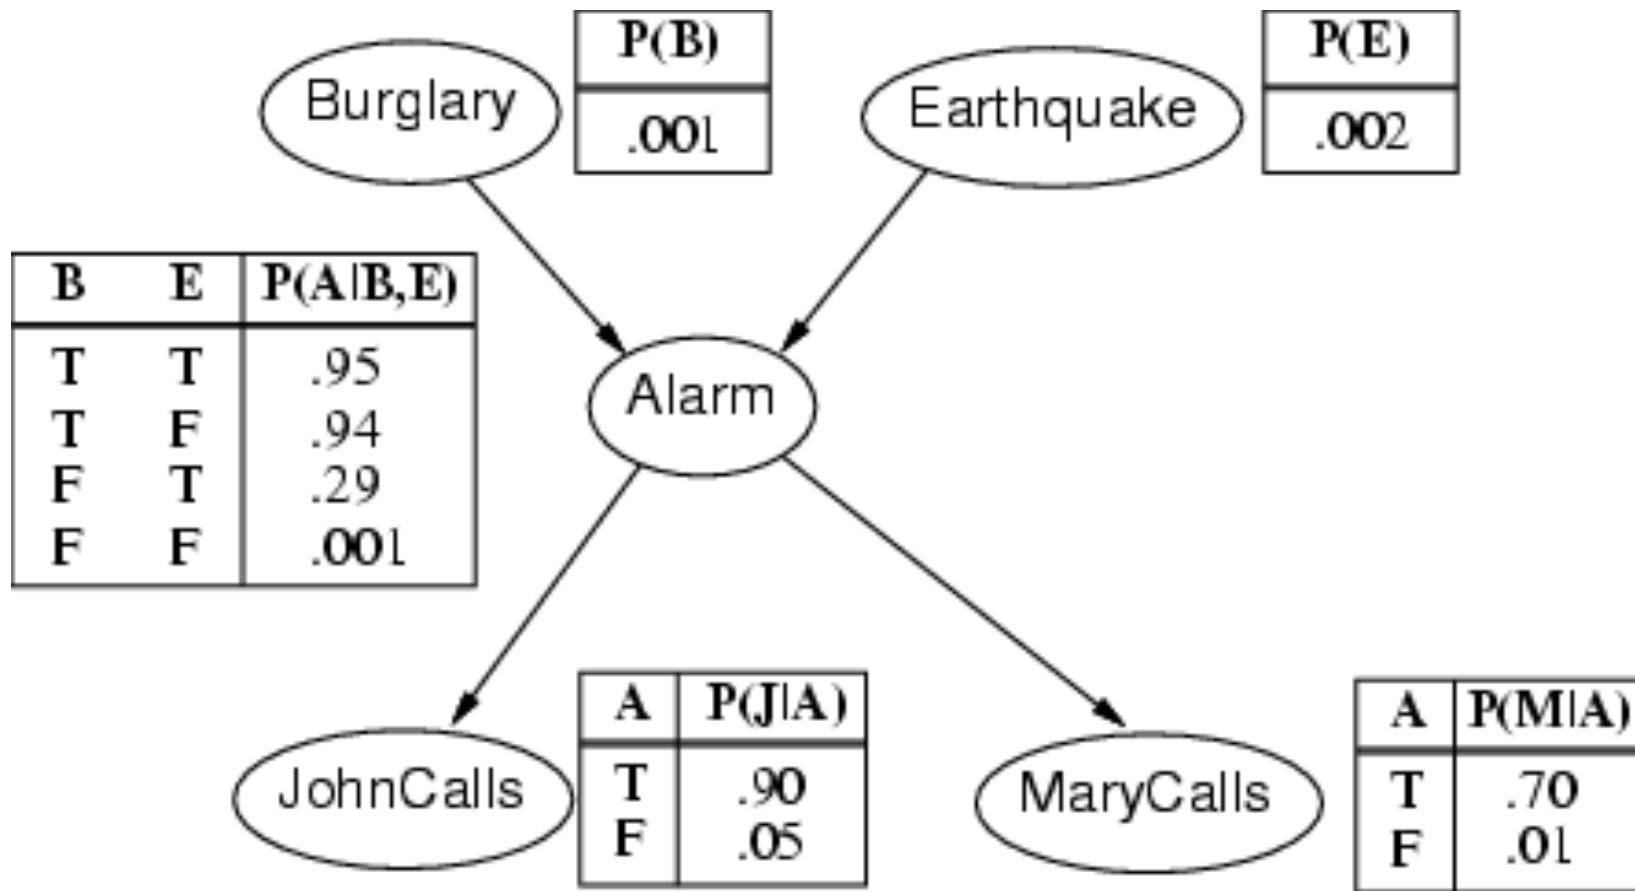 Burglary
P(B)
.001
Earthquake
P(E)
.002
B E P(A|B,E)
T T .95
T F .94
F T .29
F F .001
Alarm
JohnCalls
A P(J|A)
T .90
F .05
MaryCalls
A P(M|A)
T .70
F .01